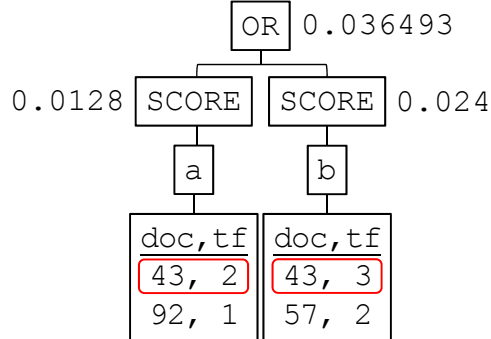 OR 0.036493
0.0128 SCORE SCORE 0.024
a b
doc,tf doc,tf
43, 2 43, 3
92, 1 57, 2